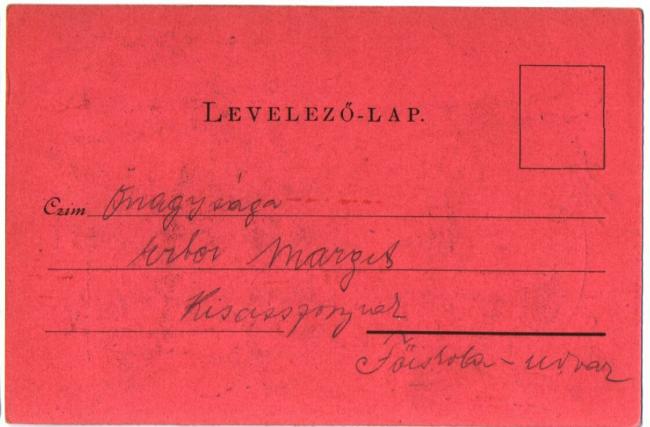 LEVELEZŐ-LAP.
Czim Őnagysága
Margit
Kisasszonynak
Főiskola - udvar